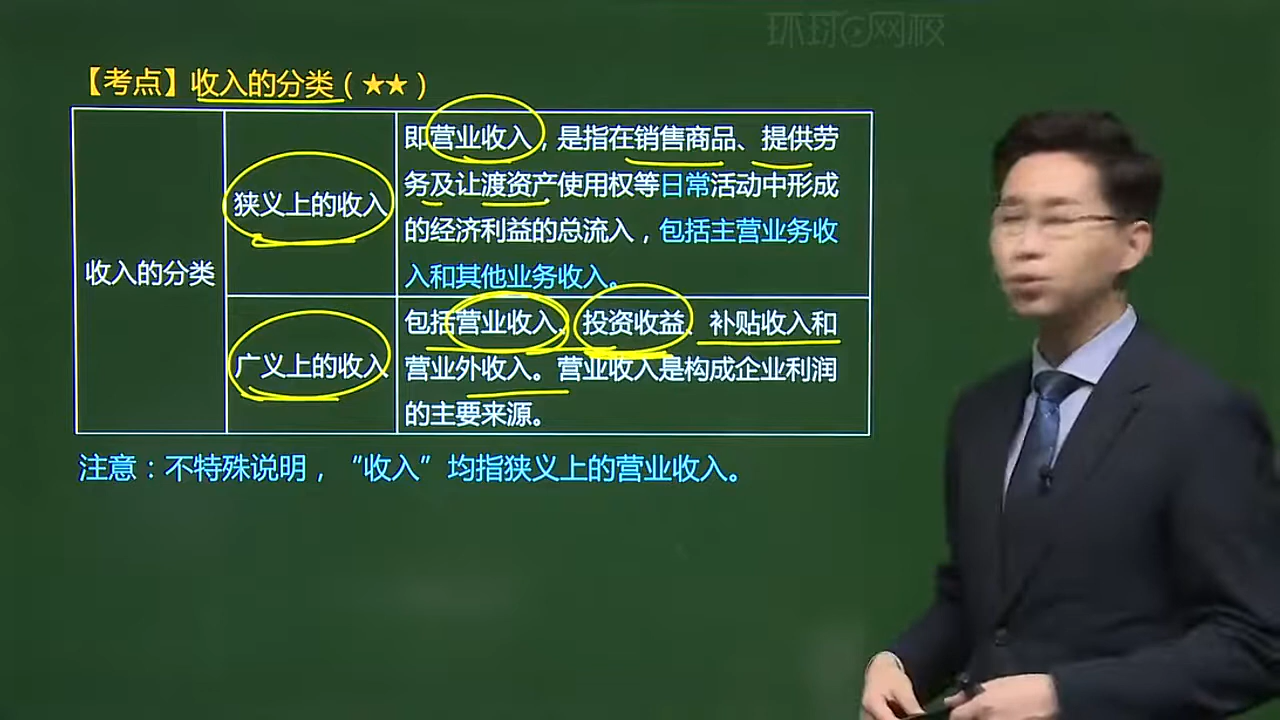 环球网校
【考点】收入的分类（★★）
收入的分类
狭义上的收入
即营业收入，是指在销售商品、提供劳
务及让渡资产使用权等日常活动中形成
的经济利益的总流入，包括主营业务收
入和其他业务收入。
广义上的收入
包括营业收入、投资收益、补贴收入和
营业外收入。营业收入是构成企业利润
的主要来源。
注意：不特殊说明，“收入”均指狭义上的营业收入。